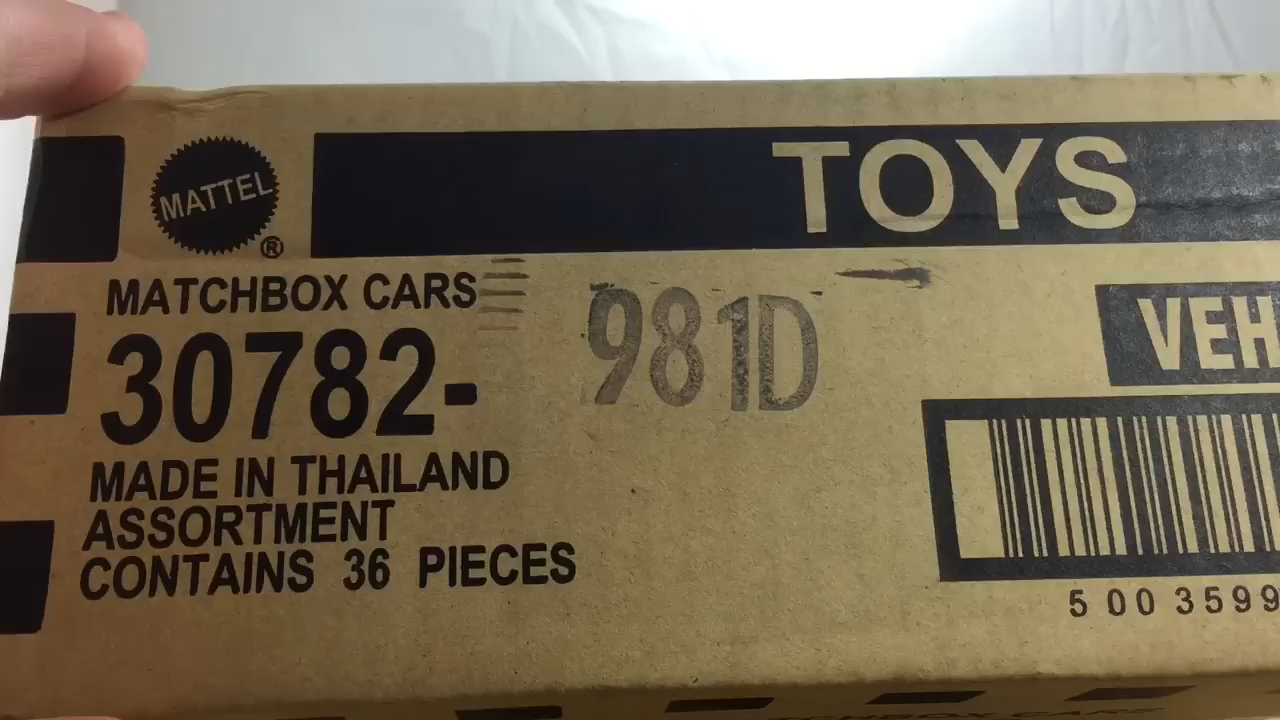 MATTEL
®
TOYS
MATCHBOX CARS
30782- 981D
VEH
MADE IN THAILAND
ASSORTMENT
CONTAINS 36 PIECES
5 00 3599